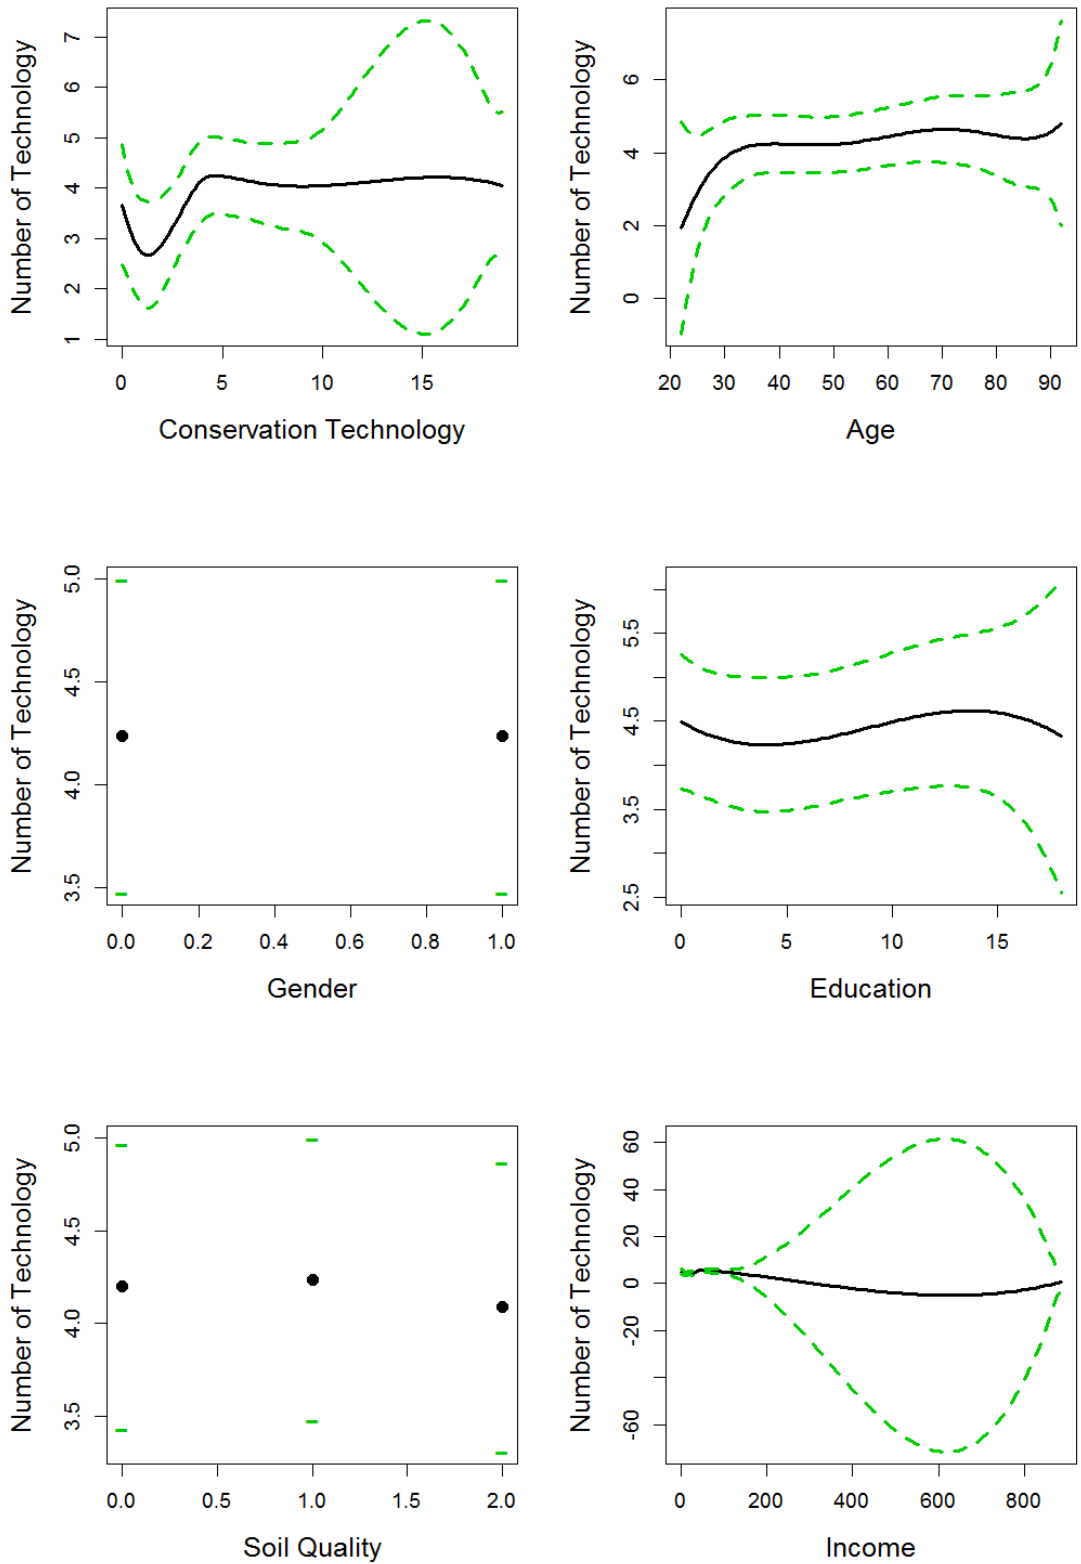 Number of Technology
7
6
5
4
3
2
1
0 5 10 15
Conservation Technology
Number of Technology
6
4
2
0
20 30 40 50 60 70 80 90
Age
Number of Technology
5.0
4.5
4.0
3.5
0.0 0.2 0.4 0.6 0.8 1.0
Gender
Number of Technology
5.5
4.5
3.5
2.5
0 5 10 15
Education
Number of Technology
5.0
4.5
4.0
3.5
0.0 0.5 1.0 1.5 2.0
Soil Quality
Number of Technology
60
40
20
0
-20
-60
0 200 400 600 800
Income